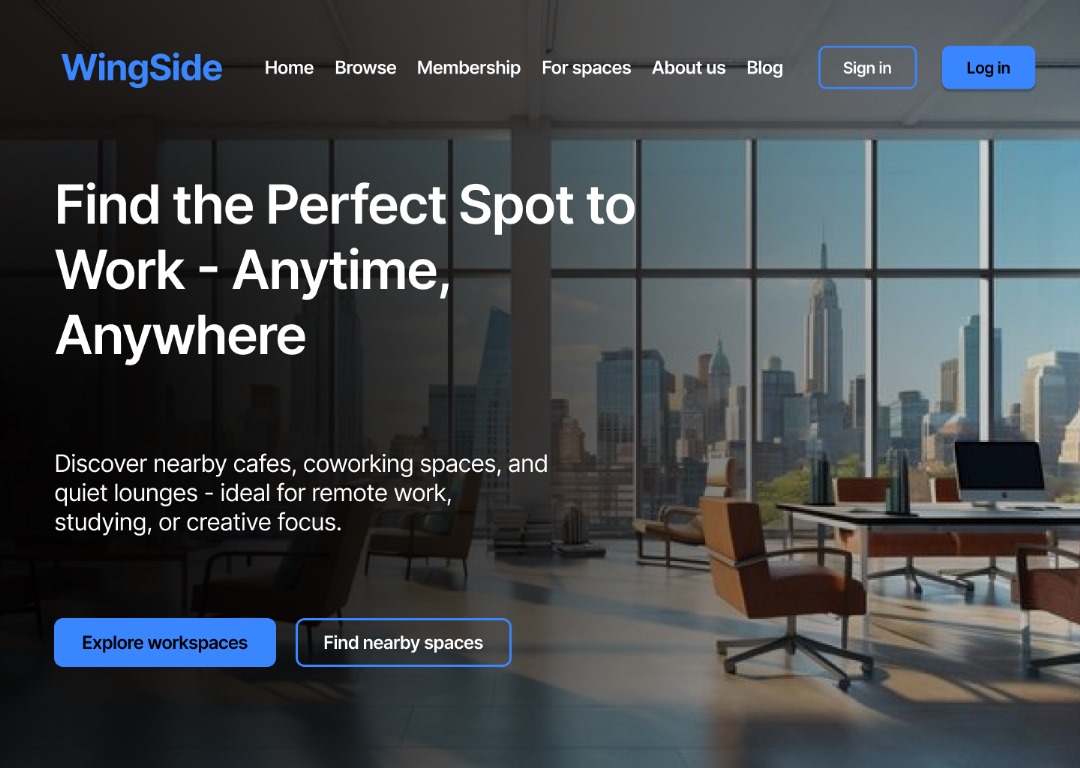 WingSide
Home Browse Membership For spaces About us Blog Sign in Log in
Find the Perfect Spot to
Work - Anytime,
Anywhere
Discover nearby cafes, coworking spaces, and
quiet lounges - ideal for remote work,
studying, or creative focus.
Explore workspaces Find nearby spaces